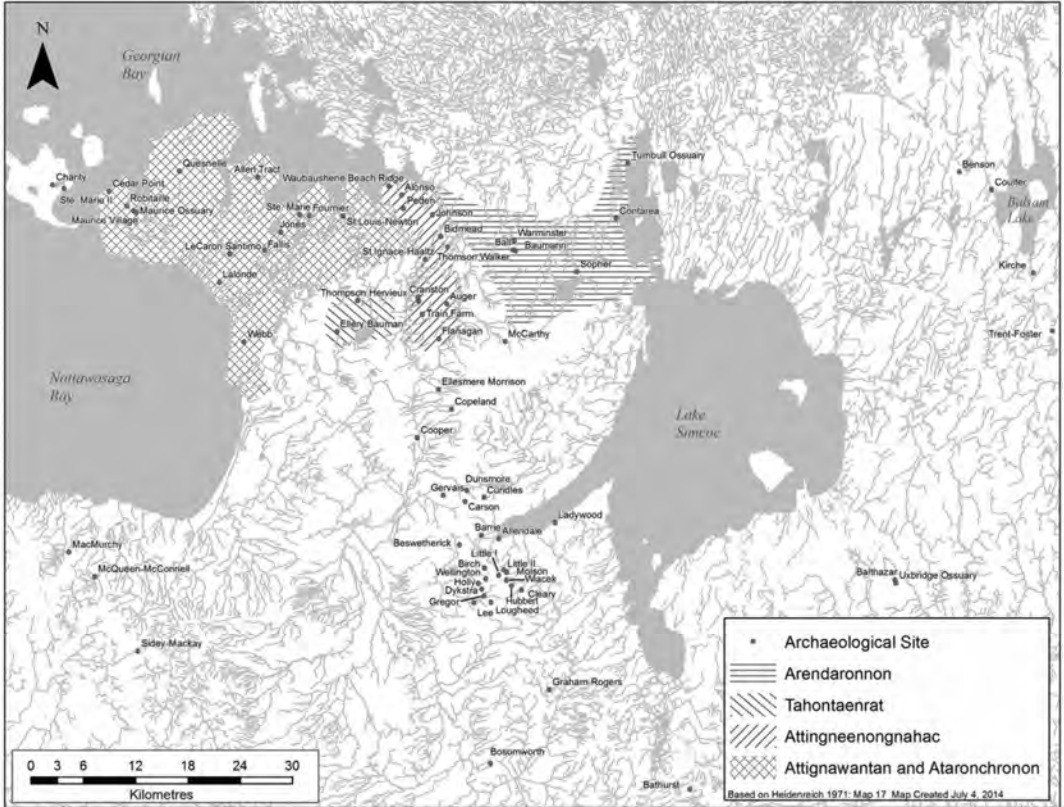 N
Georgian
Bay
Charity
Ste. Marie II
Cedar Point
Robitaille
Maurice Ossuary
Maurice Village
Quesnelle
Allen Tract
Waubaushene Beach Ridge
Alonso
Peden
Ste. Marie
Fournier
St.Louis-Newton
Johnson
Jones
Bidmead
LeCaron
Santimo
Fallis
St.Ignace-Haaltz
Thomson Walker
Lalonde
Turnbull Ossuary
Contarea
Warminster
Ball
Baumann
Sopher
Benson
Coulter
Balsam
Lake
Kirche
Trent-Foster
Thompson Hervieux
Cranston
Auger
Train Farm
Ellery Bauman
Flanagan
McCarthy
Webb
Nottawasaga
Bay
Ellesmere Morrison
Copeland
Cooper
Lake
Simcoe
Dunsmore
Gervais
Cundles
Carson
Ladywood
Barrie
Allendale
Beswetherick
Little I
Birch
Little II
Wellington
Molson
Holly
Wiacek
Dykstra
Cleary
Gregor
Hubbert
Lee
Lougheed
MacMurchy
McQueen-McConnell
Sidey-Mackay
Balthazar
Uxbridge Ossuary
Graham Rogers
Bosomworth
Bathurst
0 3 6 12 18 24 30
Kilometres
Archaeological Site
Arendaronnon
Tahontaenrat
Attingneenongnahac
Attignawantan and Ataronchronon
Based on Heidenreich 1971: Map 17 Map Created July 4, 2014